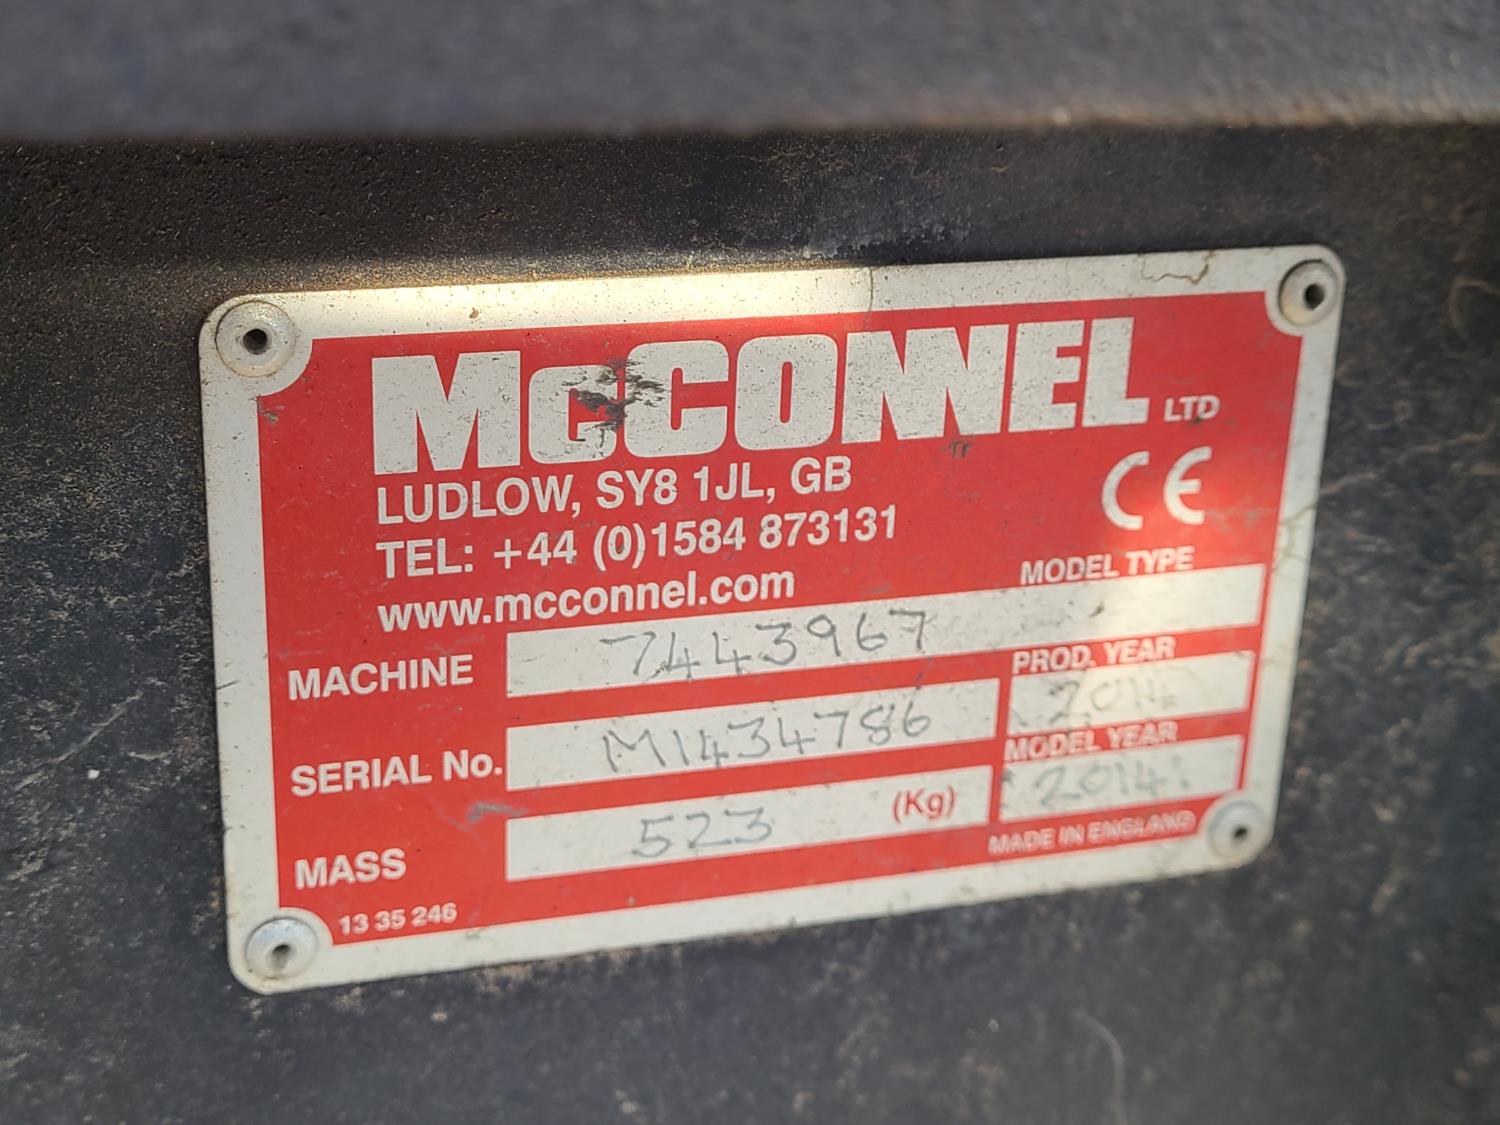 McCONNEL LTD
LUDLOW, SY8 1JL, GB
TEL: +44 (0)1584 873131
www.mcconnel.com
CE
MODEL TYPE
MACHINE 7443967
PROD. YEAR
2014
SERIAL No. M1434786
MODEL YEAR
2014
MASS 523 (Kg)
MADE IN ENGLAND
13 35 246